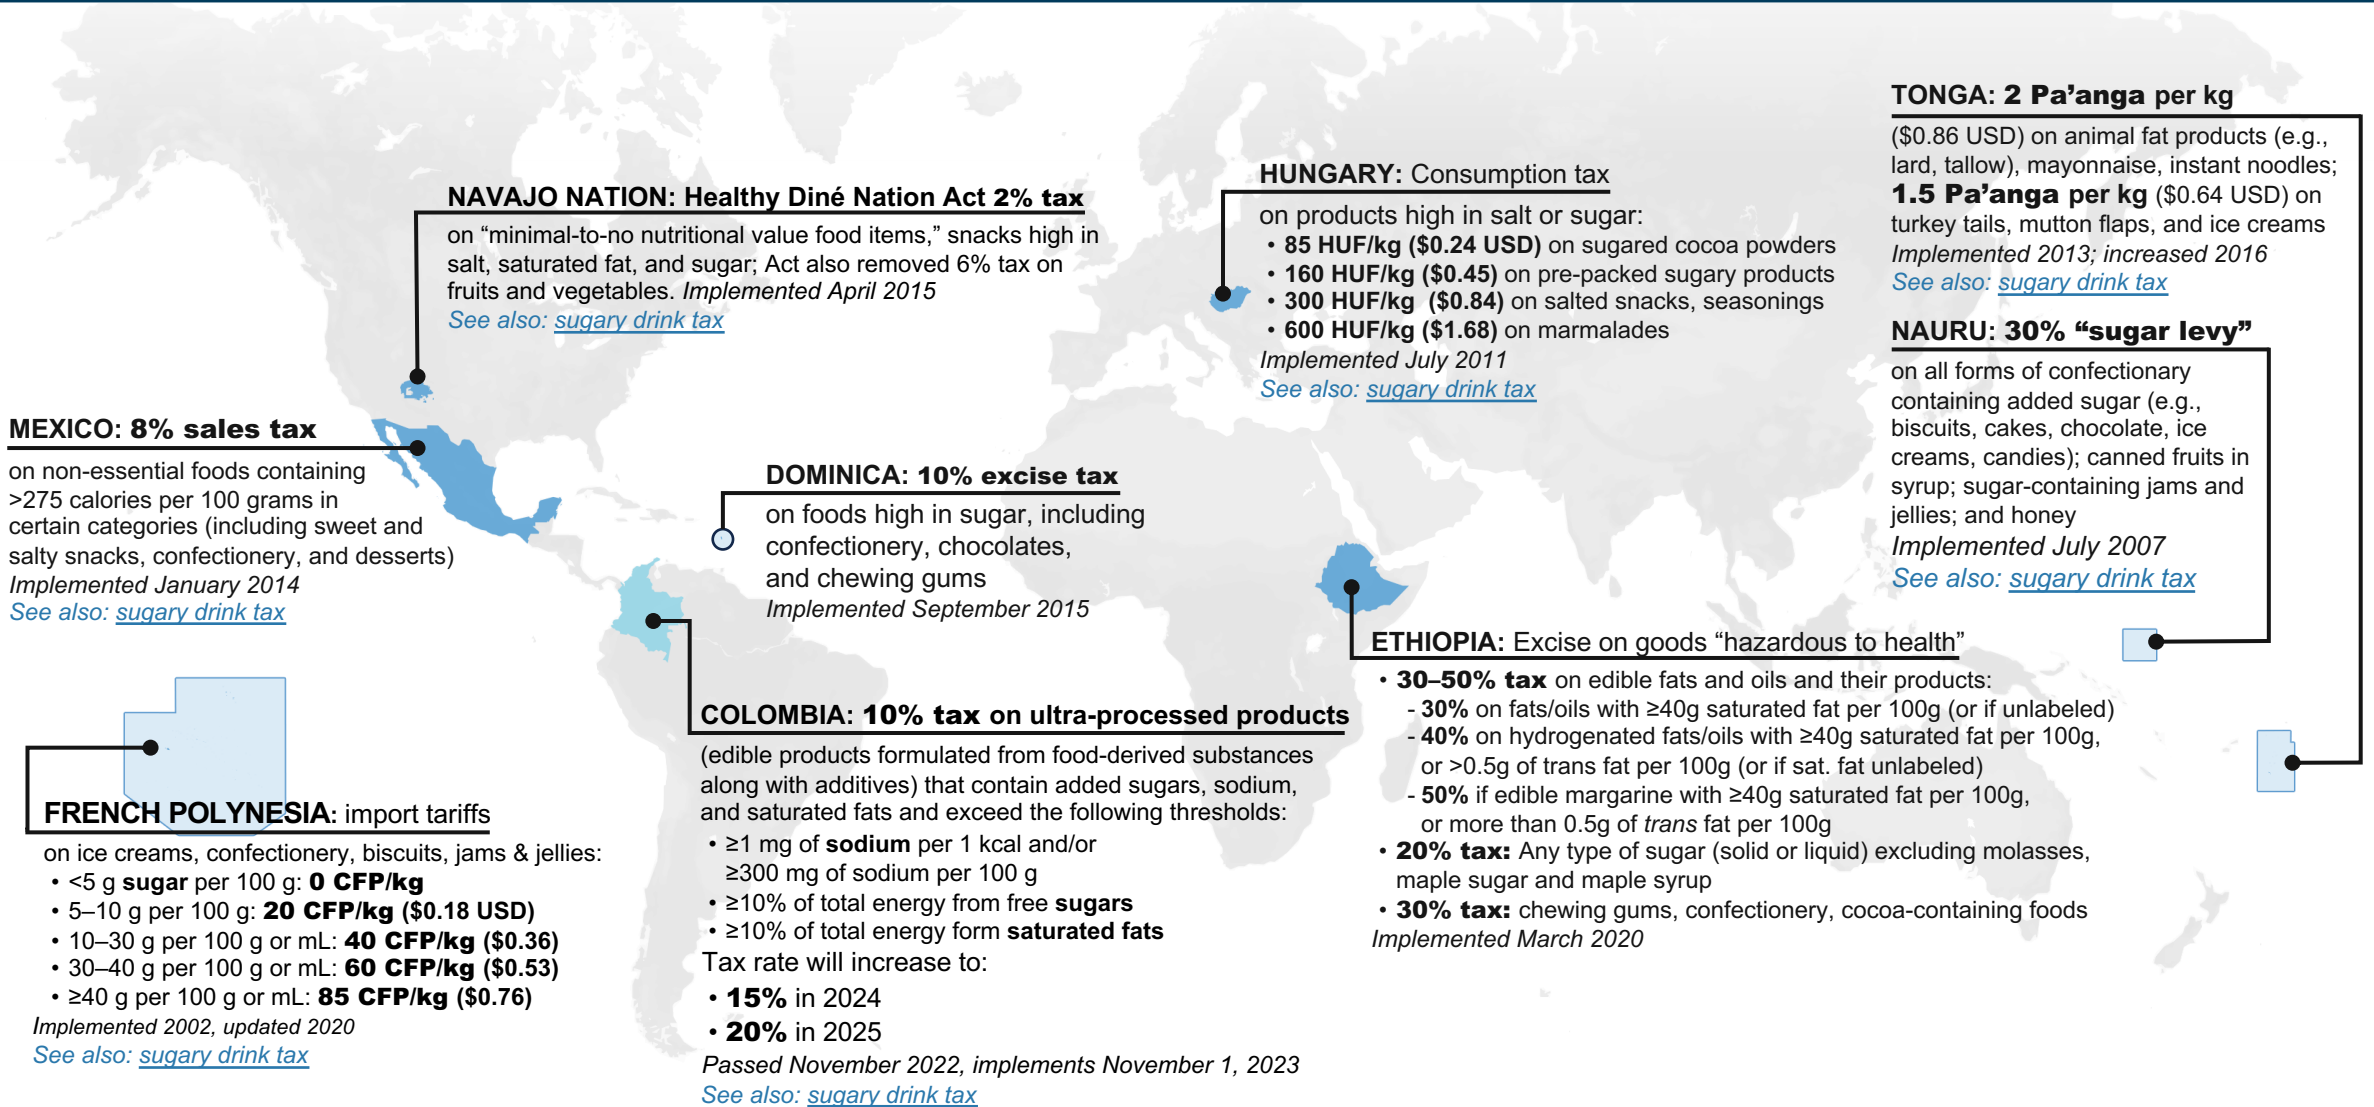 NAVAJO NATION: Healthy Diné Nation Act 2% tax
on “minimal-to-no nutritional value food items,” snacks high in
salt, saturated fat, and sugar; Act also removed 6% tax on
fruits and vegetables. Implemented April 2015
See also: sugary drink tax
MEXICO: 8% sales tax
on non-essential foods containing
>275 calories per 100 grams in
certain categories (including sweet and
salty snacks, confectionery, and desserts)
Implemented January 2014
See also: sugary drink tax
FRENCH POLYNESIA: import tariffs
on ice creams, confectionery, biscuits, jams & jellies:
• <5 g sugar per 100 g: 0 CFP/kg
• 5–10 g per 100 g: 20 CFP/kg ($0.18 USD)
• 10–30 g per 100 g or mL: 40 CFP/kg ($0.36)
• 30–40 g per 100 g or mL: 60 CFP/kg ($0.53)
• ≥40 g per 100 g or mL: 85 CFP/kg ($0.76)
Implemented 2002, updated 2020
See also: sugary drink tax
DOMINICA: 10% excise tax
on foods high in sugar, including
confectionery, chocolates,
and chewing gums
Implemented September 2015
COLOMBIA: 10% tax on ultra-processed products
(edible products formulated from food-derived substances
along with additives) that contain added sugars, sodium,
and saturated fats and exceed the following thresholds:
• ≥1 mg of sodium per 1 kcal and/or
≥300 mg of sodium per 100 g
• ≥10% of total energy from free sugars
• ≥10% of total energy form saturated fats
Tax rate will increase to:
• 15% in 2024
• 20% in 2025
Passed November 2022, implements November 1, 2023
See also: sugary drink tax
HUNGARY: Consumption tax
on products high in salt or sugar:
• 85 HUF/kg ($0.24 USD) on sugared cocoa powders
• 160 HUF/kg ($0.45) on pre-packed sugary products
• 300 HUF/kg ($0.84) on salted snacks, seasonings
• 600 HUF/kg ($1.68) on marmalades
Implemented July 2011
See also: sugary drink tax
ETHIOPIA: Excise on goods “hazardous to health”
• 30–50% tax on edible fats and oils and their products:
- 30% on fats/oils with ≥40g saturated fat per 100g (or if unlabeled)
- 40% on hydrogenated fats/oils with ≥40g saturated fat per 100g,
or >0.5g of trans fat per 100g (or if sat. fat unlabeled)
- 50% if edible margarine with ≥40g saturated fat per 100g,
or more than 0.5g of trans fat per 100g
• 20% tax: Any type of sugar (solid or liquid) excluding molasses,
maple sugar and maple syrup
• 30% tax: chewing gums, confectionery, cocoa-containing foods
Implemented March 2020
TONGA: 2 Pa’anga per kg
($0.86 USD) on animal fat products (e.g.,
lard, tallow), mayonnaise, instant noodles;
1.5 Pa’anga per kg ($0.64 USD) on
turkey tails, mutton flaps, and ice creams
Implemented 2013; increased 2016
See also: sugary drink tax
NAURU: 30% “sugar levy”
on all forms of confectionary
containing added sugar (e.g.,
biscuits, cakes, chocolate, ice
creams, candies); canned fruits in
syrup; sugar-containing jams and
jellies; and honey
Implemented July 2007
See also: sugary drink tax